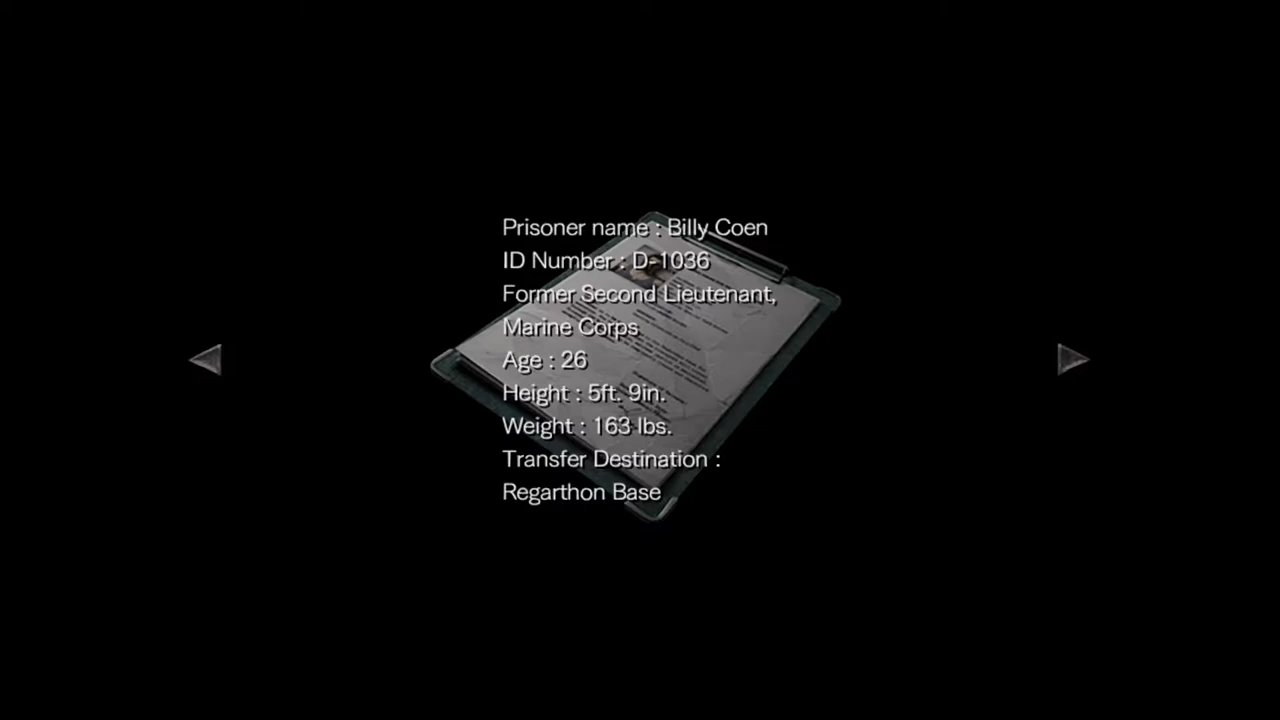 Prisoner name : Billy Coen
ID Number : D-1036
Former Second Lieutenant,
Marine Corps
Age : 26
Height : 5ft. 9in.
Weight : 163 lbs.
Transfer Destination :
Regarthon Base